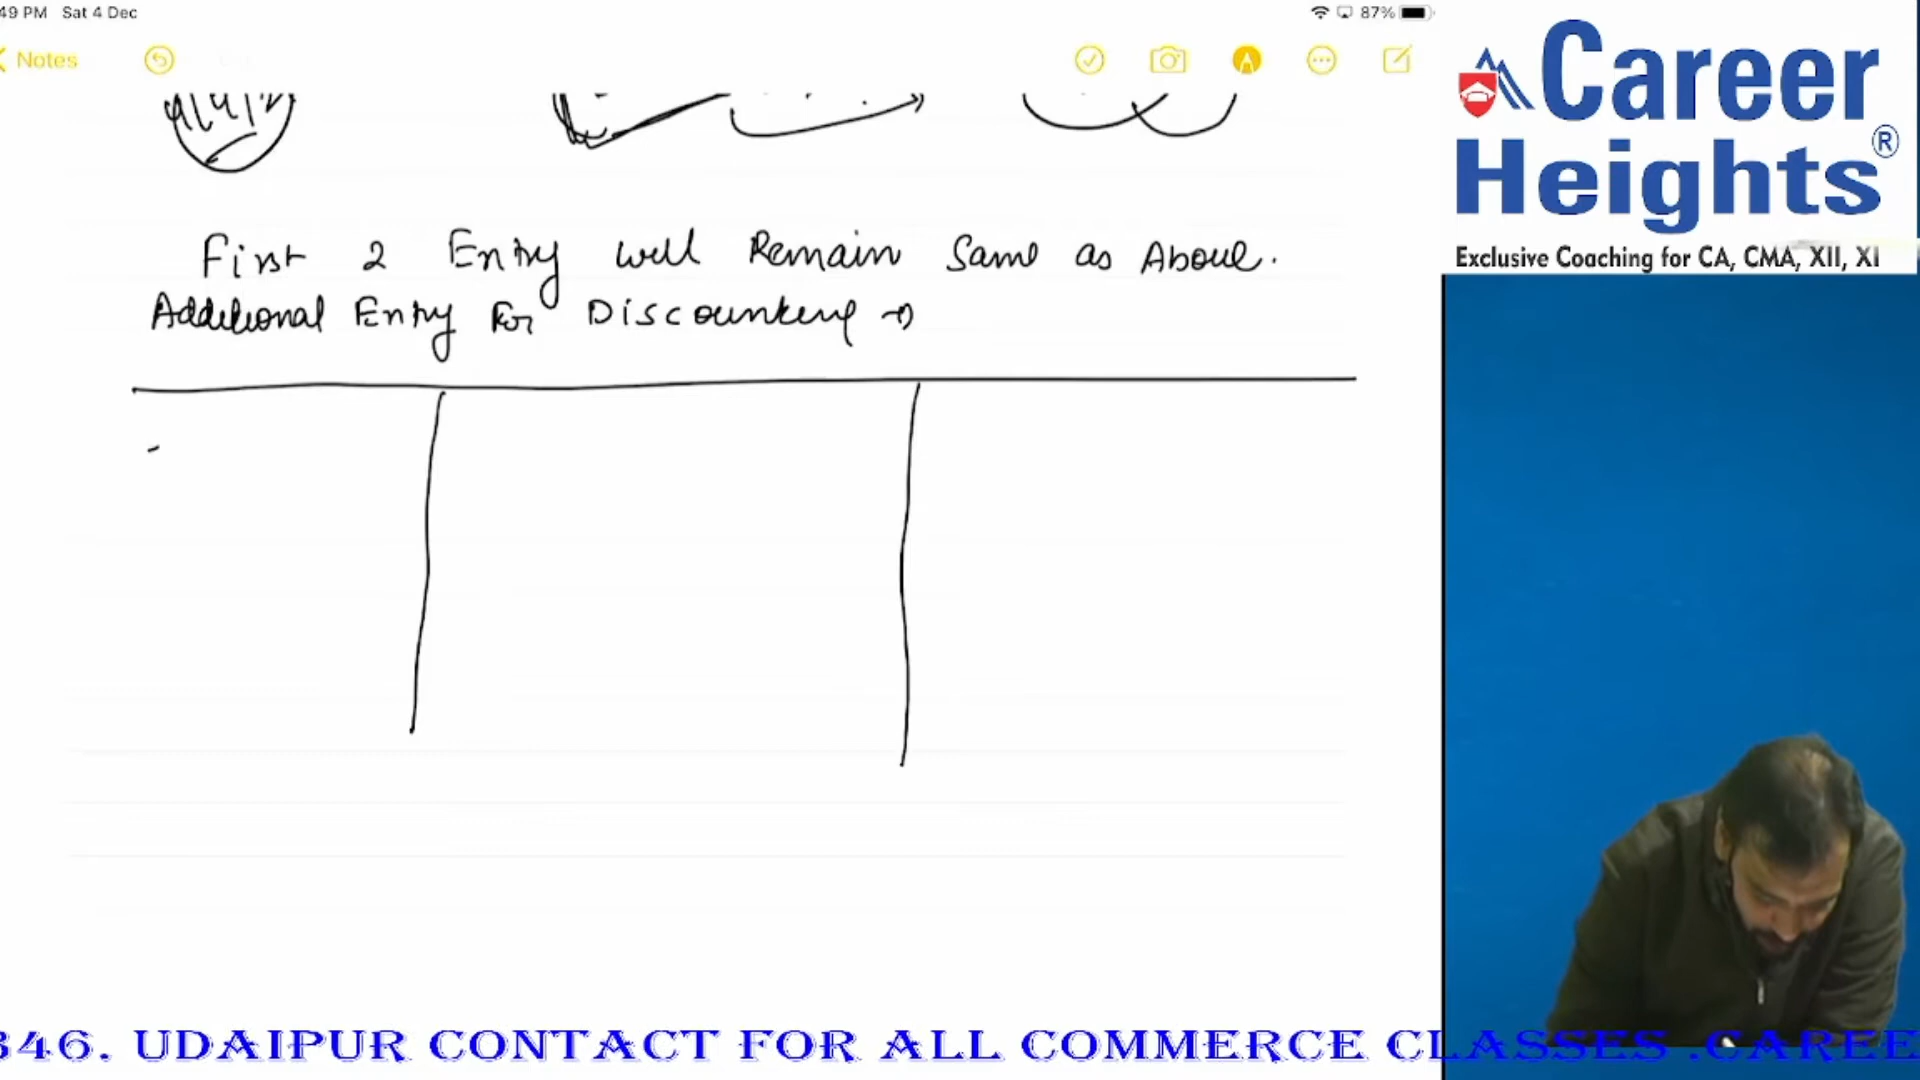 49 PM Sat 4 Dec
87%
Notes
Career
Heights®
Exclusive Coaching for CA, CMA, XII, XI
First 2 Entry will Remain Same as Above.
Additional Entry For Discounting →
346. UDAIPUR CONTACT FOR ALL COMMERCE CLASSES .CAREE